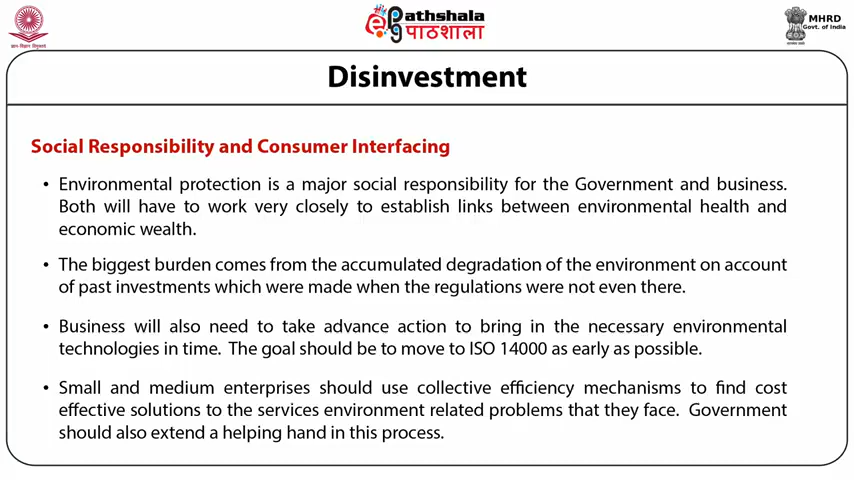 ज्ञान-विज्ञान विमुक्तये
ePathshala
पाठशाला
MHRD
Govt. of India
Disinvestment
Social Responsibility and Consumer Interfacing
• Environmental protection is a major social responsibility for the Government and business.
Both will have to work very closely to establish links between environmental health and
economic wealth.
• The biggest burden comes from the accumulated degradation of the environment on account
of past investments which were made when the regulations were not even there.
• Business will also need to take advance action to bring in the necessary environmental
technologies in time. The goal should be to move to ISO 14000 as early as possible.
• Small and medium enterprises should use collective efficiency mechanisms to find cost
effective solutions to the services environment related problems that they face. Government
should also extend a helping hand in this process.